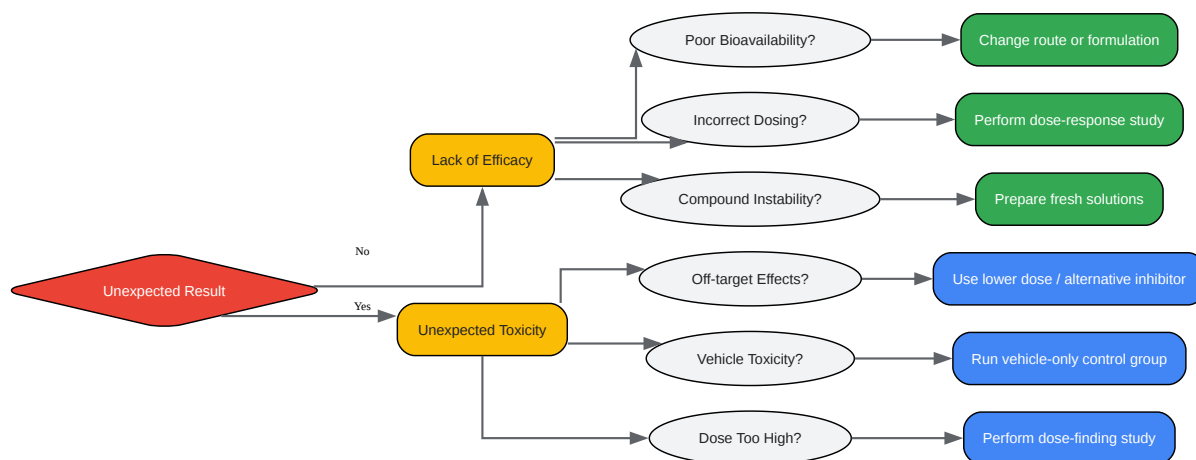 Poor Bioavailability?
Change route or formulation
Incorrect Dosing?
Perform dose-response study
Lack of Efficacy
Compound Instability?
Prepare fresh solutions
No
Unexpected Result
Yes
Off-target Effects?
Use lower dose / alternative inhibitor
Unexpected Toxicity
Vehicle Toxicity?
Run vehicle-only control group
Dose Too High?
Perform dose-finding study